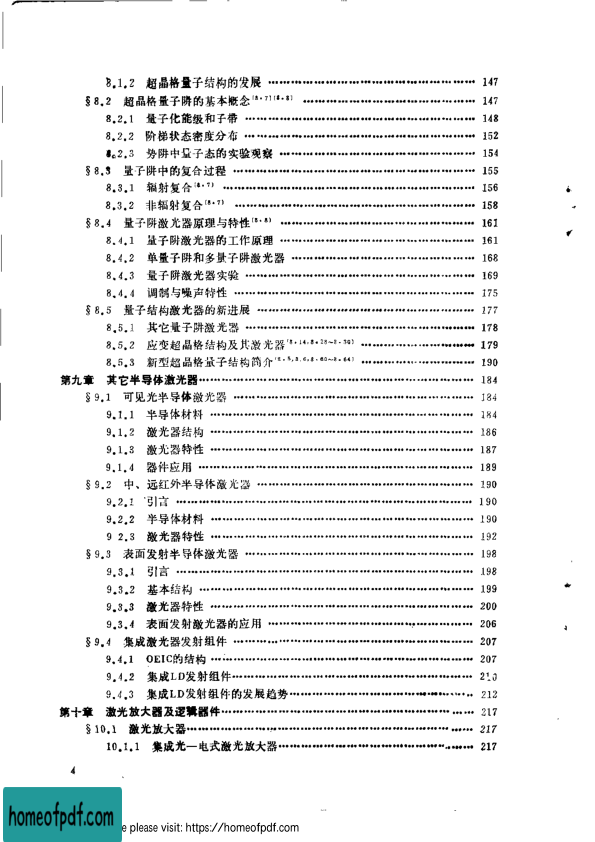 8.1.2 超晶格量子结构的发展 …… 147
§8.2 超晶格量子阱的基本概念 …… 147
8.2.1 量子化能级和子带 …… 148
8.2.2 阶梯状态密度分布 …… 152
8.2.3 势阱中量子态的实验观察 …… 154
§8.3 量子阱中的复合过程 …… 155
8.3.1 辐射复合[8·7] …… 156
8.3.2 非辐射复合[8·7] …… 158
§8.4 量子阱激光器原理与特性[8·8] …… 161
8.4.1 量子阱激光器的工作原理 …… 161
8.4.2 单量子阱和多量子阱激光器 …… 168
8.4.3 量子阱激光器实验 …… 169
8.4.4 调制与噪声特性 …… 175
§8.5 量子结构激光器的新进展 …… 177
8.5.1 其它量子阱激光器 …… 178
8.5.2 应变超晶格结构及其激光器 …… 179
8.5.3 新型超晶格量子结构简介 …… 190
第九章 其它半导体激光器 …… 184
§9.1 可见光半导体激光器 …… 184
9.1.1 半导体材料 …… 184
9.1.2 激光器结构 …… 186
9.1.3 激光器特性 …… 187
9.1.4 器件应用 …… 189
§9.2 中、远红外半导体激光器 …… 190
9.2.1 引言 …… 190
9.2.2 半导体材料 …… 190
9 2.3 激光器特性 …… 192
§9.3 表面发射半导体激光器 …… 198
9.3.1 引言 …… 198
9.3.2 基本结构 …… 199
9.3.3 激光器特性 …… 200
9.3.4 表面发射激光器的应用 …… 206
§9.4 集成激光器发射组件 …… 207
9.4.1 OEIC的结构 …… 207
9.4.2 集成LD发射组件 …… 210
9.4.3 集成LD发射组件的发展趋势 …… 212
第十章 激光放大器及逻辑器件 …… 217
§10.1 激光放大器 …… 217
10.1.1 集成光—电式激光放大器 …… 217
4
homeofpdf.com
e please visit: https://homeofpdf.com